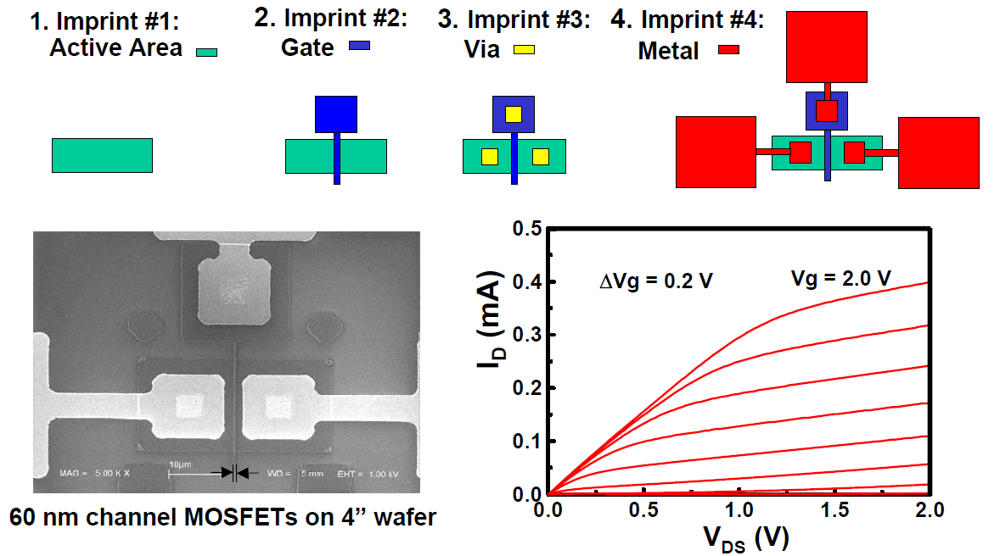 1. Imprint #1:
Active Area
2. Imprint #2:
Gate
3. Imprint #3:
Via
4. Imprint #4:
Metal
MAG = 5.00 K X
10µm
WD = 5 mm
EHT = 1.00 kV
60 nm channel MOSFETs on 4” wafer
0.5
0.4
0.3
0.2
0.1
0.0
I_D (mA)
ΔVg = 0.2 V
Vg = 2.0 V
0.0
0.5
1.0
1.5
2.0
V_DS (V)